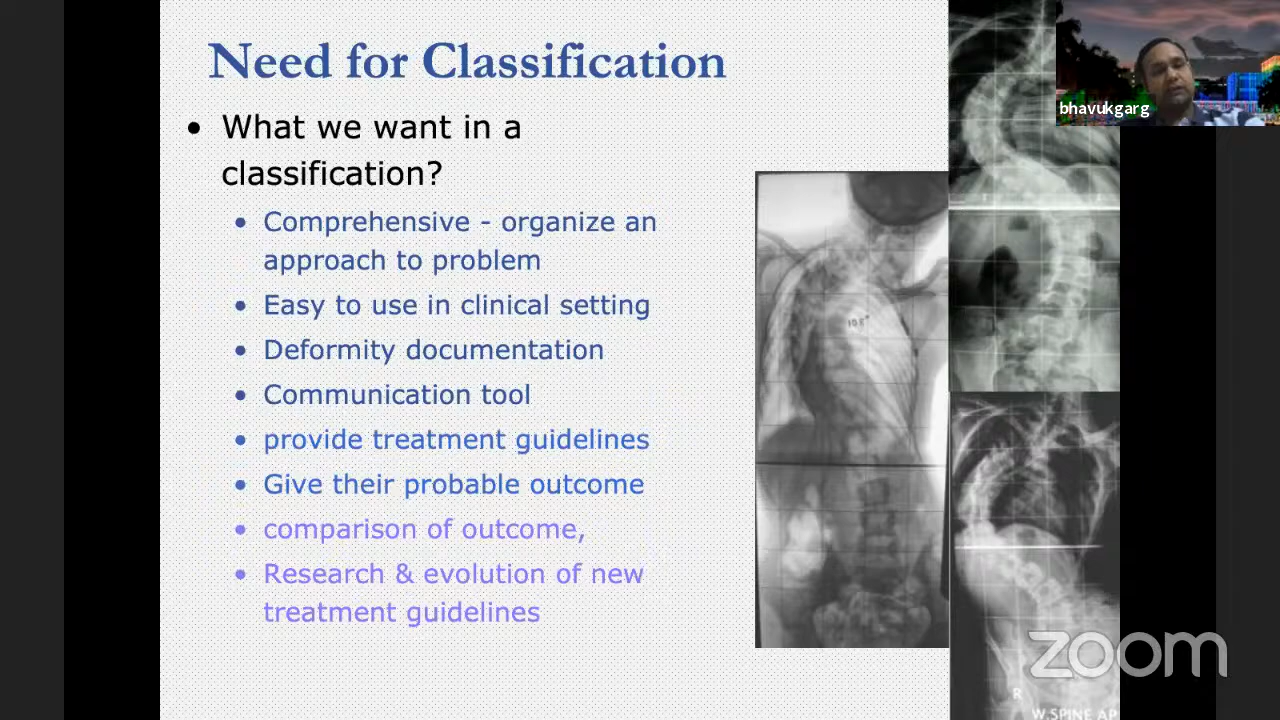 Need for Classification
bhavukgarg
• What we want in a
classification?
• Comprehensive - organize an
approach to problem
• Easy to use in clinical setting
• Deformity documentation
• Communication tool
• provide treatment guidelines
• Give their probable outcome
• comparison of outcome,
• Research & evolution of new
treatment guidelines
zoom
R
W.SPINE AP